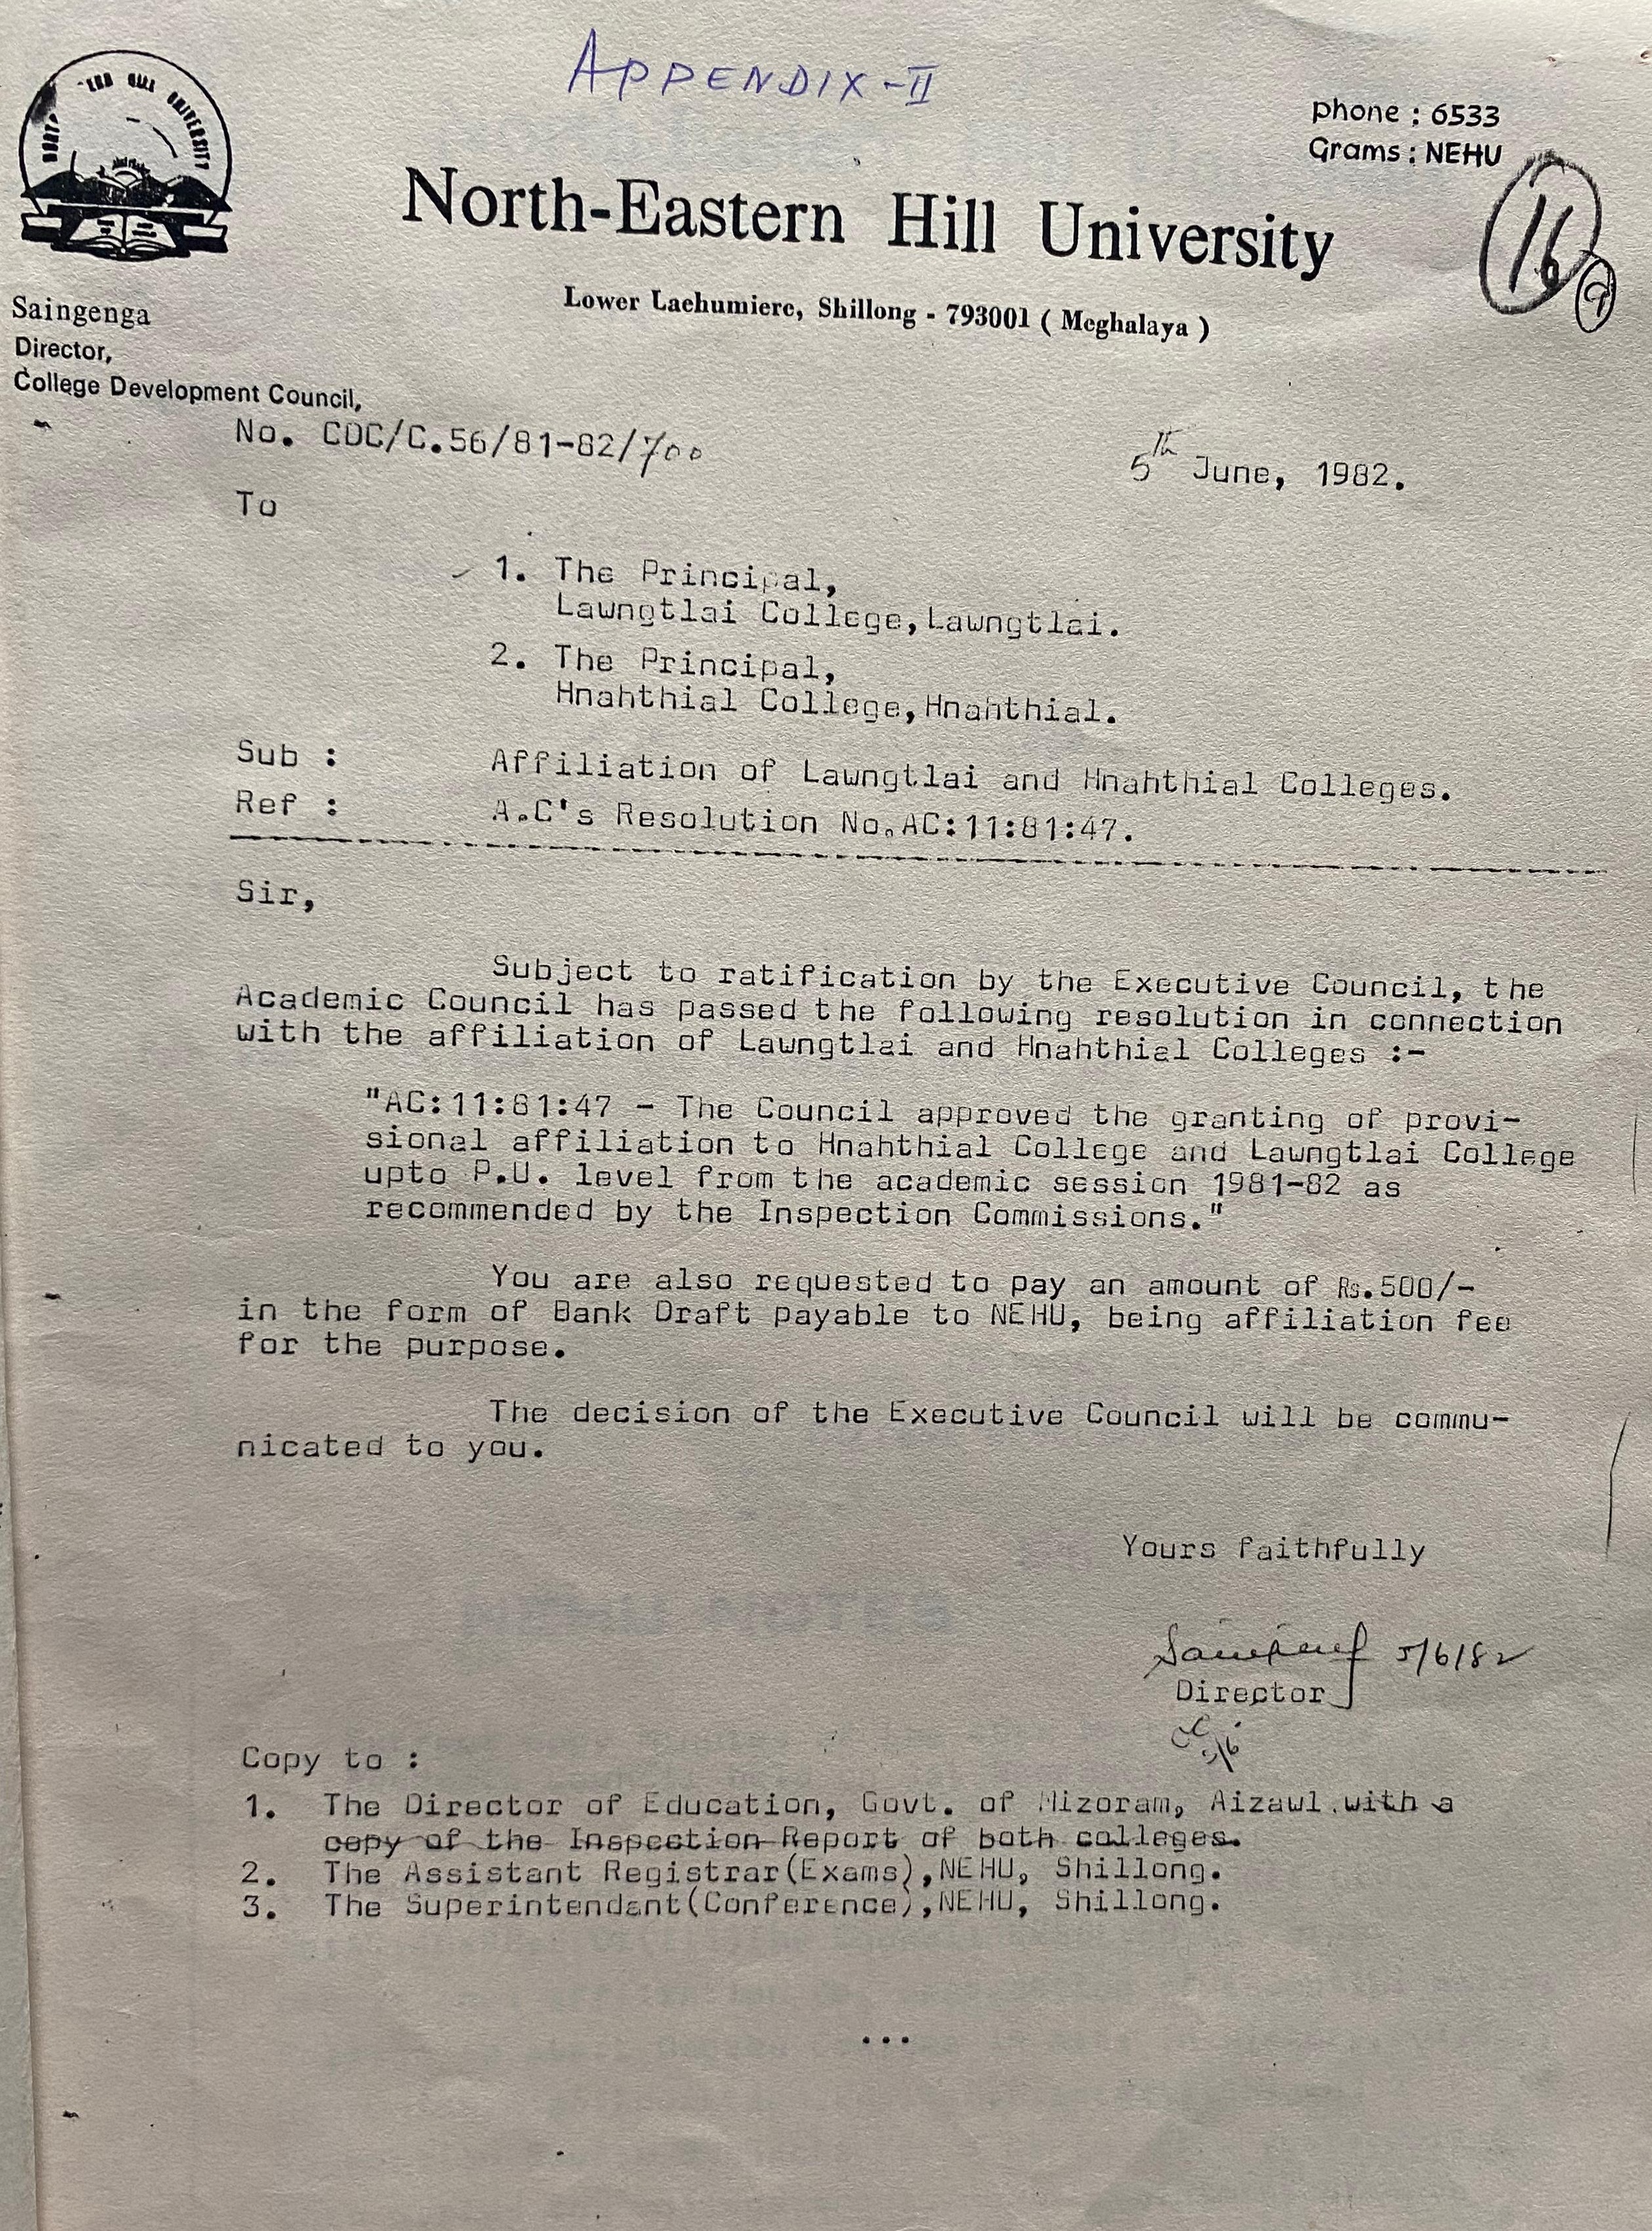 APPENDIX-II
phone : 6533
Grams : NEHU
16
HILL UNIVERSITY
North-Eastern Hill University
Lower Lachumiere, Shillong - 793001 ( Meghalaya )
Saingenga
Director,
College Development Council,
No. CDC/C.56/81-82/700
5th June, 1982.
To
1. The Principal,
Lawngtlai College, Lawngtlai.
2. The Principal,
Hnahthial College, Hnahthial.
Sub : Affiliation of Lawngtlai and Hnahthial Colleges.
Ref : A.C's Resolution No.AC:11:81:47.
Sir,
Subject to ratification by the Executive Council, the
Academic Council has passed the following resolution in connection
with the affiliation of Lawngtlai and Hnahthial Colleges :-
"AC:11:81:47 - The Council approved the granting of provi-
sional affiliation to Hnahthial College and Lawngtlai College
upto P.U. level from the academic session 1981-82 as
recommended by the Inspection Commissions."
You are also requested to pay an amount of Rs.500/-
in the form of Bank Draft payable to NEHU, being affiliation fee
for the purpose.
The decision of the Executive Council will be commu-
nicated to you.
Yours faithfully
5/6/82
Director
5/6
Copy to :
1. The Director of Education, Govt. of Mizoram, Aizawl.with a
copy of the Inspection Report of both colleges.
2. The Assistant Registrar(Exams),NEHU, Shillong.
3. The Superintendant(Conference),NEHU, Shillong.
...